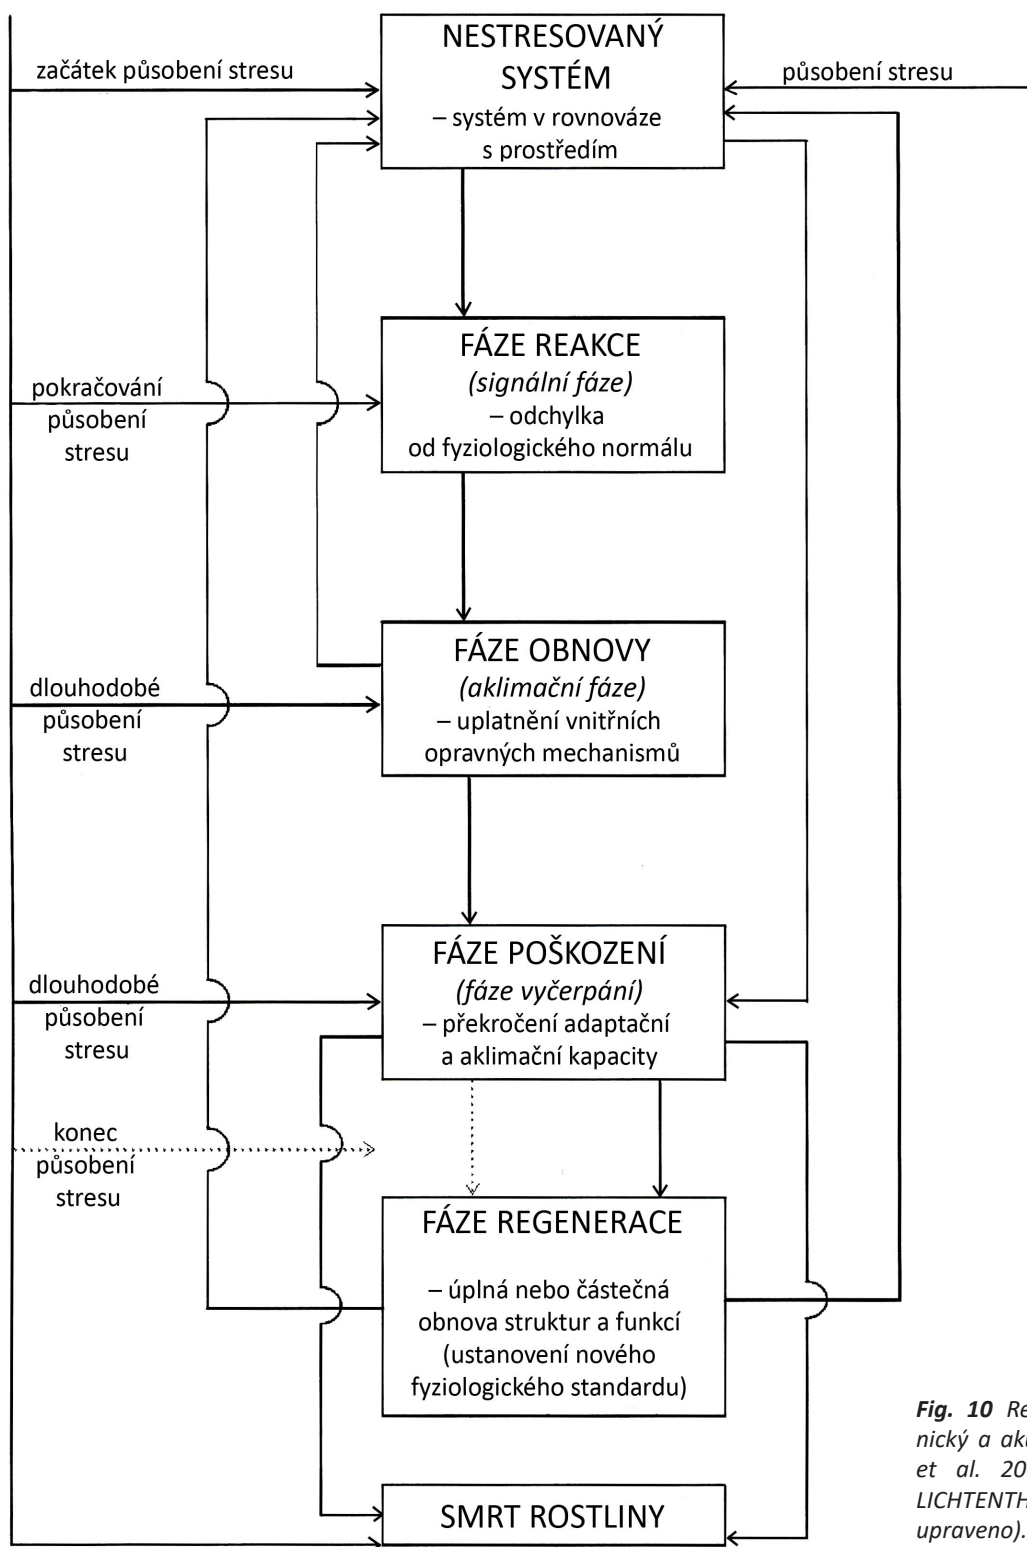 NESTRESOVANÝ
SYSTÉM
– systém v rovnováze
s prostředím
začátek působení stresu
působení stresu
FÁZE REAKCE
(signální fáze)
– odchylka
od fyziologického normálu
pokračování
působení
stresu
FÁZE OBNOVY
(aklimační fáze)
– uplatnění vnitřních
opravných mechanismů
dlouhodobé
působení
stresu
FÁZE POŠKOZENÍ
(fáze vyčerpání)
– překročení adaptační
a aklimační kapacity
dlouhodobé
působení
stresu
konec
působení
stresu
FÁZE REGENERACE
– úplná nebo částečná
obnova struktur a funkcí
(ustanovení nového
fyziologického standardu)
SMRT ROSTLINY
Fig. 10
nický a
et al.
upraveno).